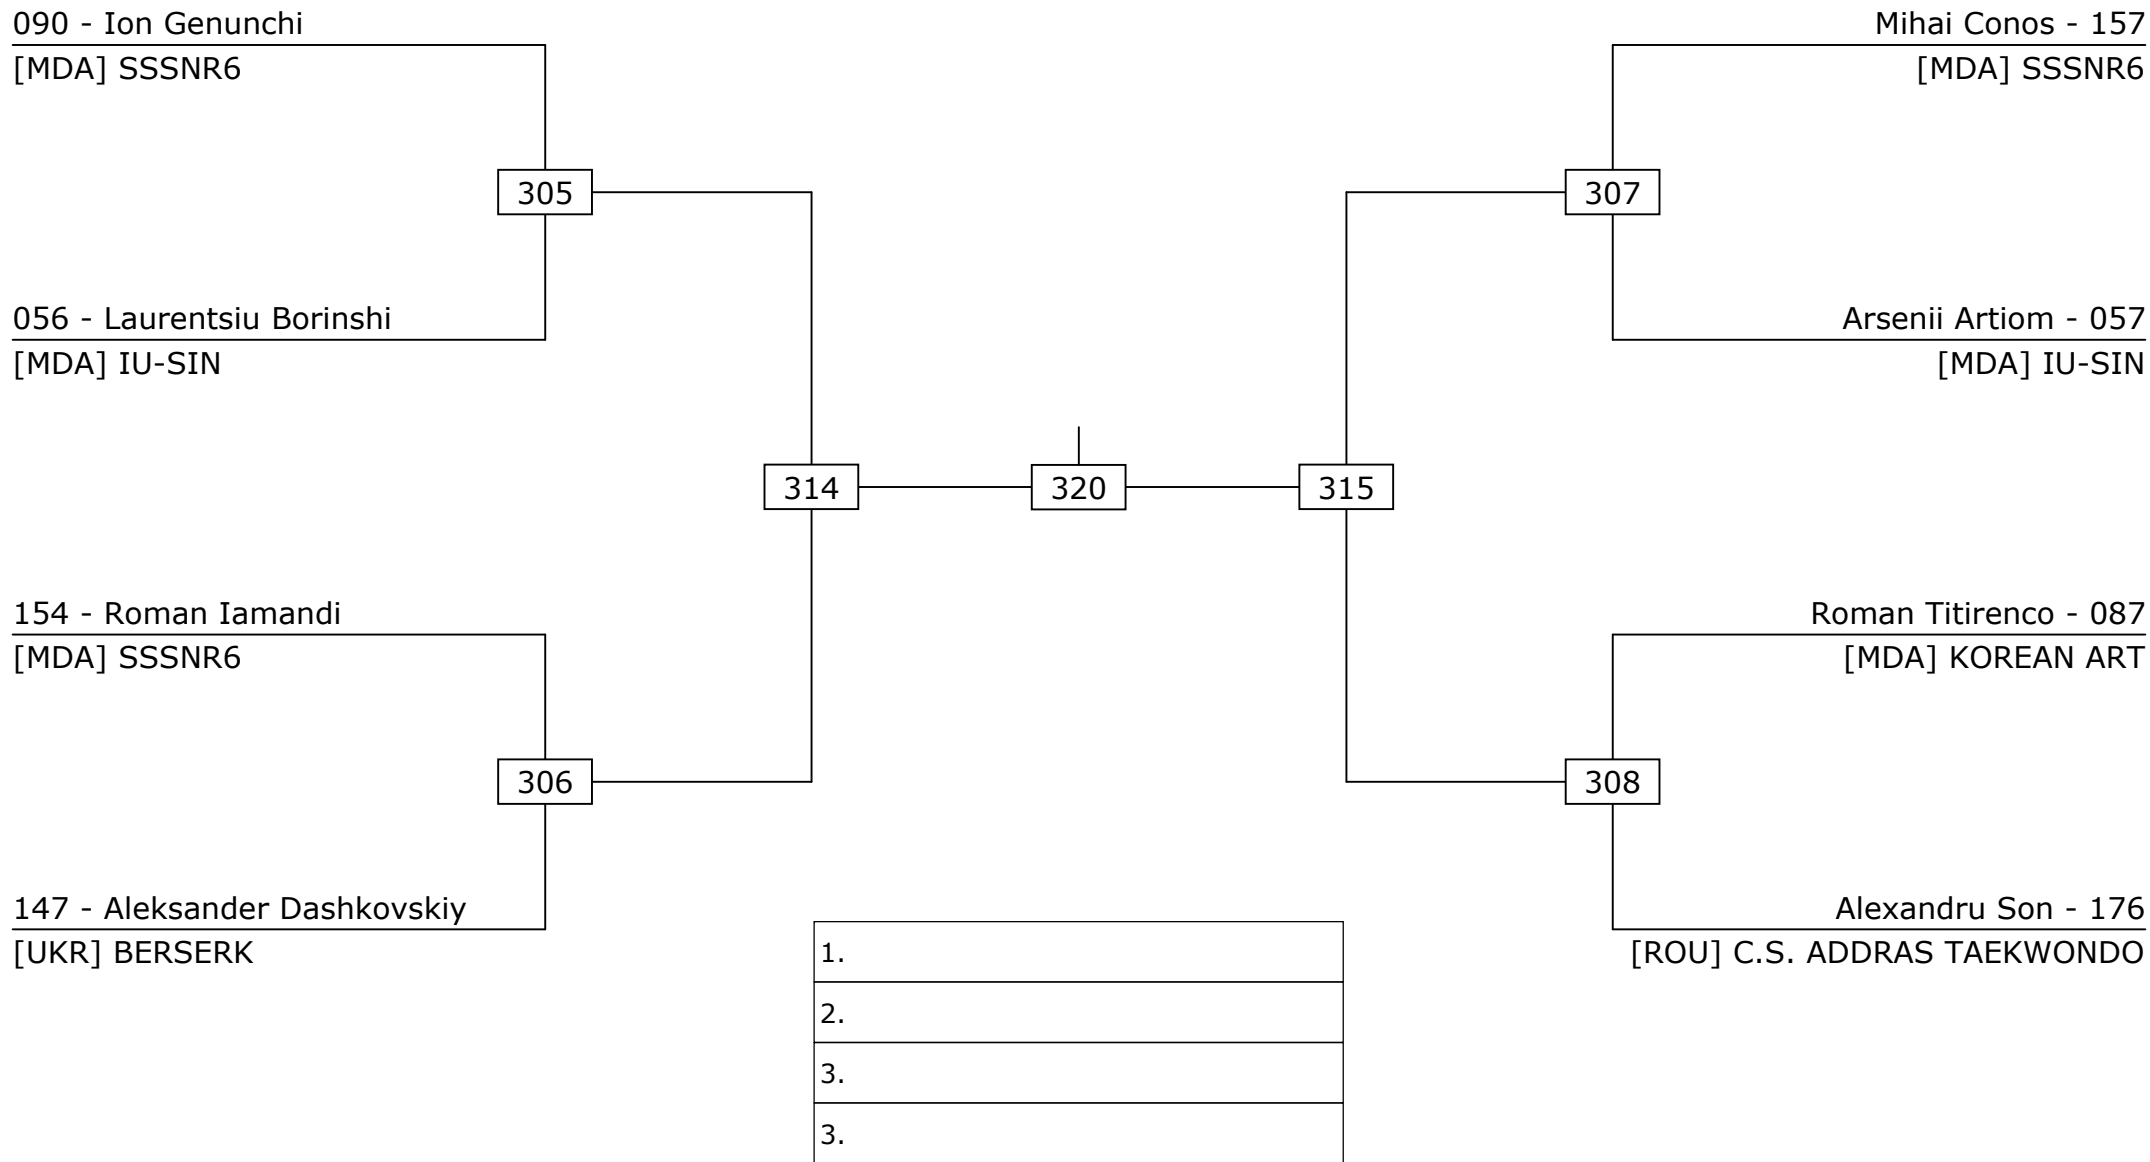 090 - Ion Genunchi
[MDA] SSSNR6
Mihai Conos - 157
[MDA] SSSNR6
305
307
056 - Laurentsiu Borinshi
[MDA] IU-SIN
Arsenii Artiom - 057
[MDA] IU-SIN
314
320
315
154 - Roman Iamandi
[MDA] SSSNR6
Roman Titirenco - 087
[MDA] KOREAN ART
306
308
147 - Aleksander Dashkovskiy
[UKR] BERSERK
Alexandru Son - 176
[ROU] C.S. ADDRAS TAEKWONDO
1.
2.
3.
3.